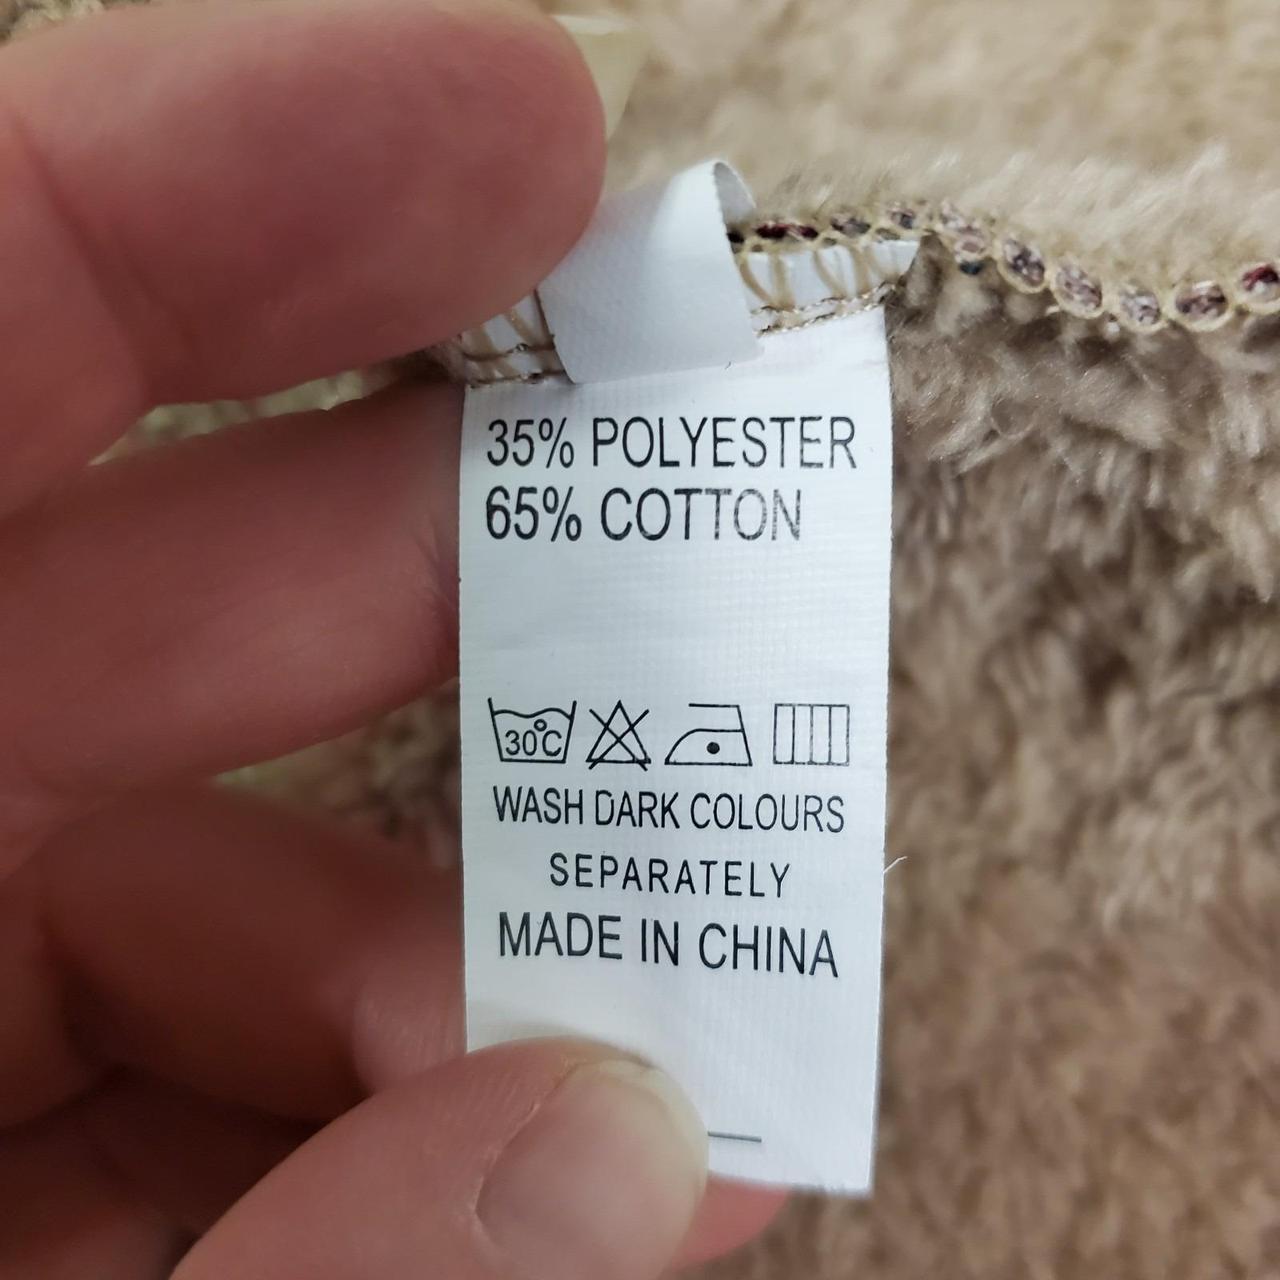 35% POLYESTER
65% COTTON
30°C
WASH DARK COLOURS
SEPARATELY
MADE IN CHINA